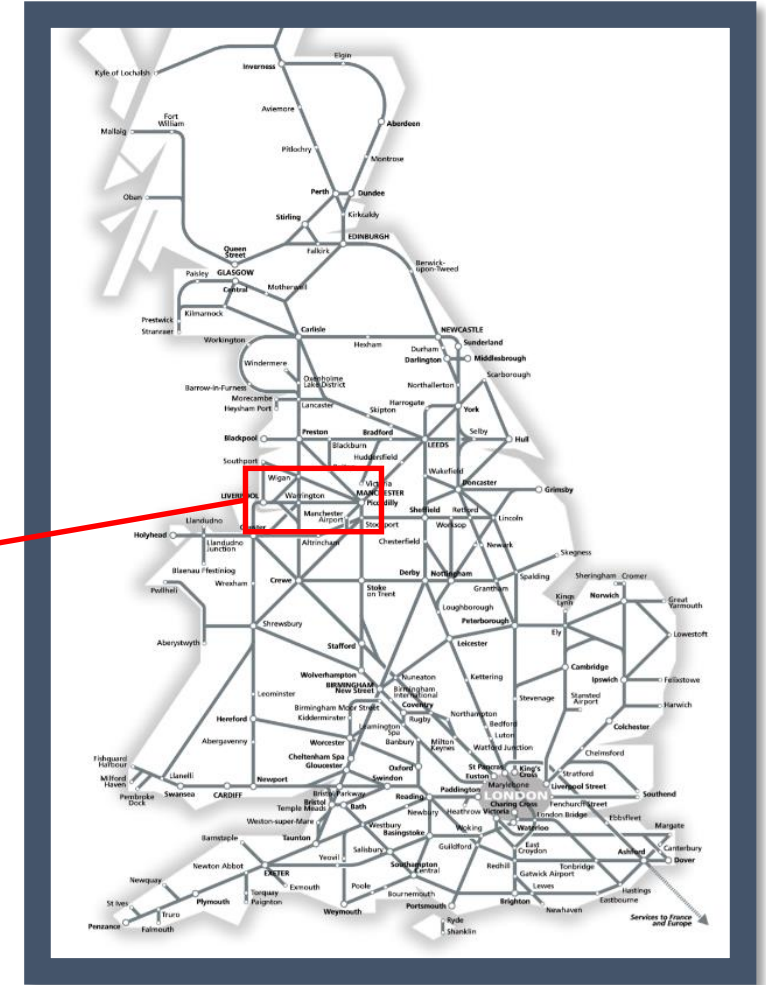 Elgin
Inverness
Kyle of Lochalsh
Aviemore
Fort
William
Mallaig
Aberdeen
Pitlochry
Montrose
Perth
Dundee
Oban
Stirling
Kirkcaldy
EDINBURGH
Falkirk
Queen
Street
GLASGOW
Central
Paisley
Motherwell
Berwick-
upon-Tweed
Prestwick
Stranraer
Kilmarnock
Carlisle
Hexham
NEWCASTLE
Sunderland
Durham
Darlington
Middlesbrough
Workington
Windermere
Oxenholme
Lake District
Northallerton
Scarborough
Barrow-in-Furness
Morecambe
Heysham Port
Lancaster
Harrogate
York
Skipton
Blackpool
Preston
Bradford
LEEDS
Selby
Hull
Blackburn
Huddersfield
Southport
Wigan
Victoria
Wakefield
Doncaster
Grimsby
LIVERPOOL
Warrington
MANCHESTER
Piccadilly
Manchester
Airport
Stockport
Sheffield
Retford
Worksop
Lincoln
Llandudno
Holyhead
Chester
Llandudno
Junction
Altrincham
Chesterfield
Newark
Skegness
Blaenau Ffestiniog
Wrexham
Crewe
Stoke
on Trent
Derby
Nottingham
Grantham
Spalding
Sheringham
Cromer
Pwllheli
Kings
Lynn
Norwich
Great
Yarmouth
Loughborough
Peterborough
Ely
Lowestoft
Aberystwyth
Shrewsbury
Stafford
Leicester
Wolverhampton
BIRMINGHAM
New Street
Nuneaton
Birmingham
International
Kettering
Cambridge
Ipswich
Felixstowe
Leominster
Birmingham Moor Street
Kidderminster
Coventry
Rugby
Northampton
Stevenage
Stansted
Airport
Harwich
Hereford
Leamington
Spa
Bedford
Colchester
Abergavenny
Worcester
Banbury
Milton
Keynes
Luton
Watford Junction
Chelmsford
Cheltenham Spa
Gloucester
Oxford
St Pancras
Euston
King's
Cross
Stratford
Fishguard
Harbour
Milford
Haven
Pembroke
Dock
Llanelli
Swansea
CARDIFF
Newport
Swindon
Bristol Parkway
Bristol
Temple Meads
Bath
Reading
Paddington
Marylebone
LONDON
Liverpool Street
Southend
Charing Cross
Fenchurch Street
Heathrow
Victoria
London Bridge
Ebbsfleet
Weston-super-Mare
Newbury
Waterloo
Margate
Barnstaple
Taunton
Westbury
Basingstoke
Woking
Guildford
East
Croydon
Canterbury
Ashford
Dover
Yeovil
Salisbury
Southampton
Central
Redhill
Gatwick Airport
Tonbridge
Newton Abbot
EXETER
Newquay
Exmouth
Poole
Bournemouth
Lewes
Hastings
Eastbourne
St Ives
Plymouth
Torquay
Paignton
Weymouth
Portsmouth
Brighton
Newhaven
Truro
Penzance
Falmouth
Ryde
Shanklin
Services to France
and Europe